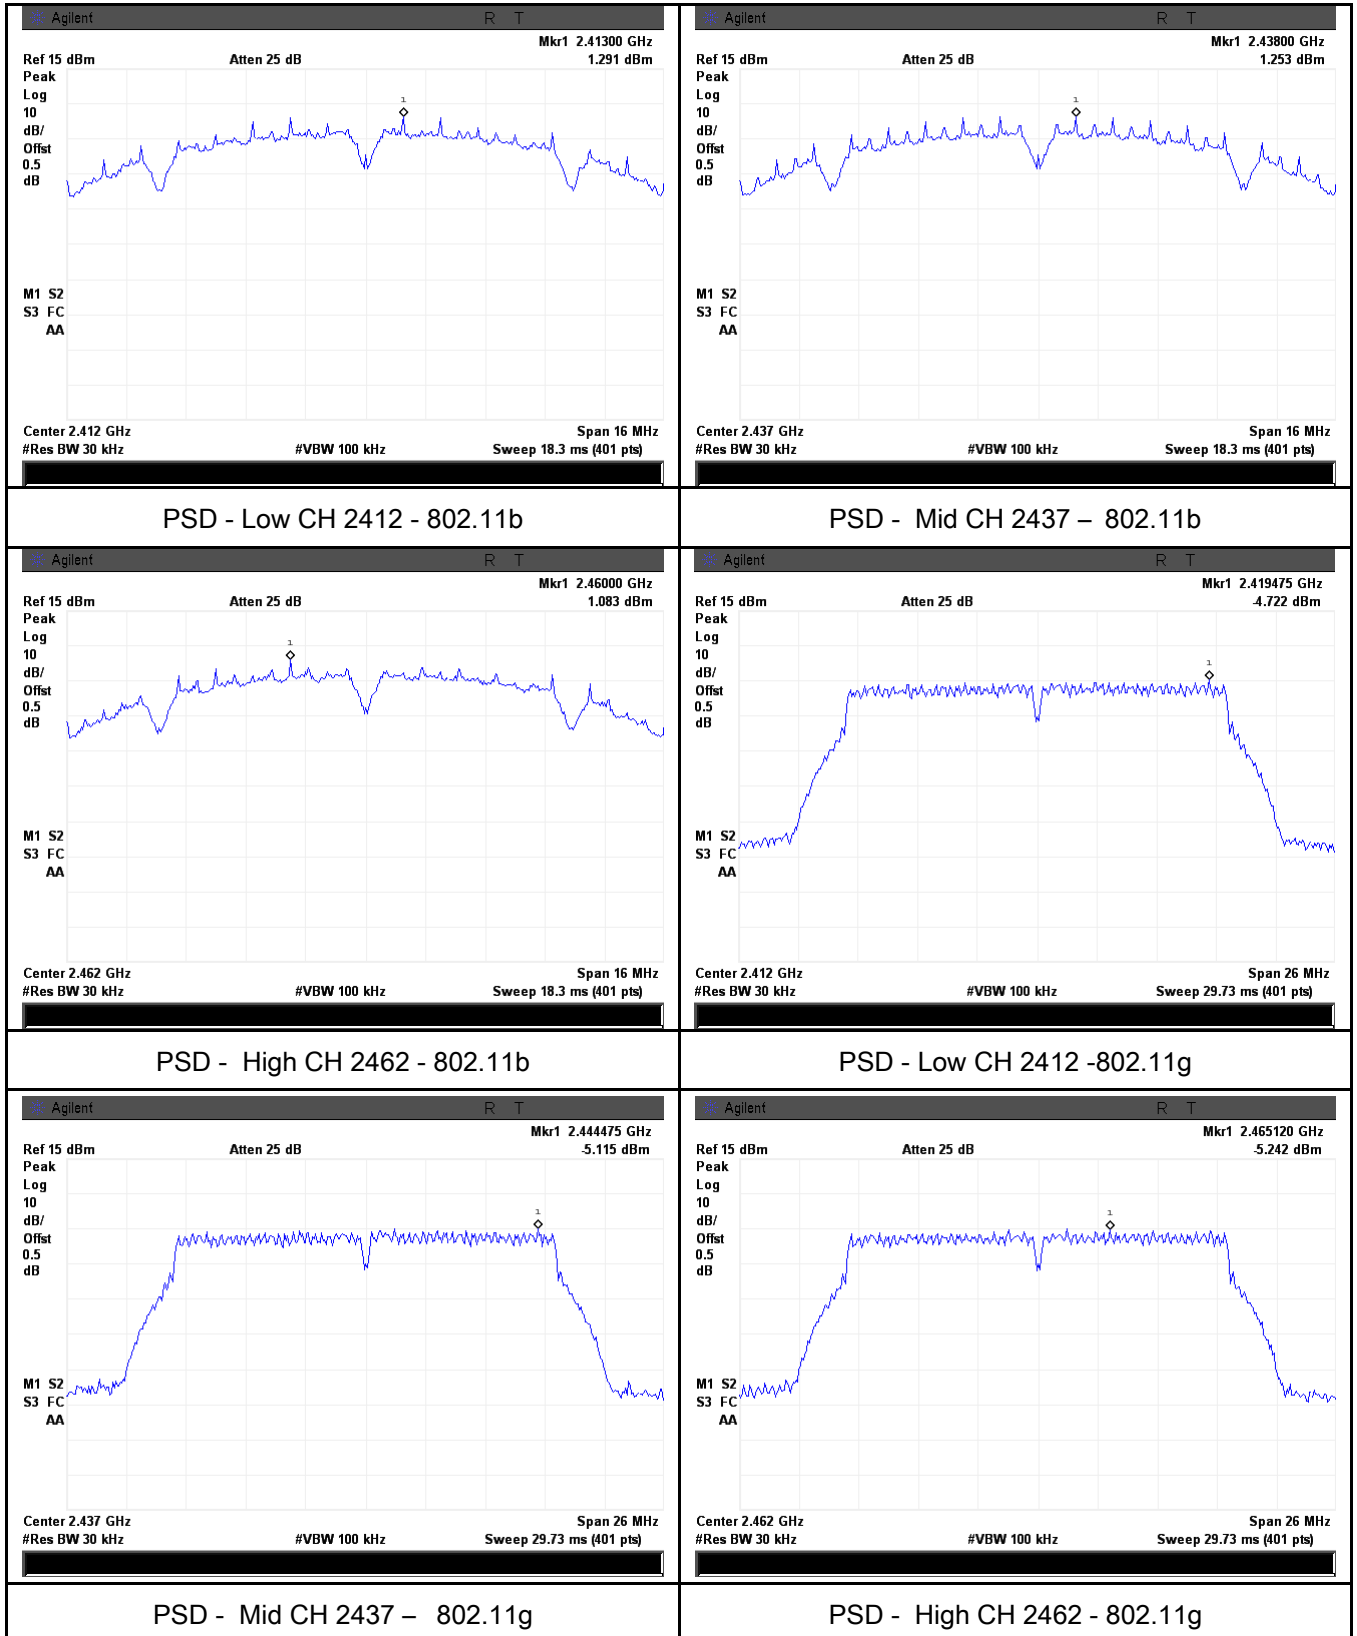 Agilent R T
Mkr1 2.41300 GHz
Ref 15 dBm Atten 25 dB 1.291 dBm
Peak
Log
10
dB/
Offst
0.5
dB
1
M1 S2
S3 FC
AA
Center 2.412 GHz Span 16 MHz
#Res BW 30 kHz #VBW 100 kHz Sweep 18.3 ms (401 pts)
PSD - Low CH 2412 - 802.11b
Agilent R T
Mkr1 2.43800 GHz
Ref 15 dBm Atten 25 dB 1.253 dBm
Peak
Log
10
dB/
Offst
0.5
dB
1
M1 S2
S3 FC
AA
Center 2.437 GHz Span 16 MHz
#Res BW 30 kHz #VBW 100 kHz Sweep 18.3 ms (401 pts)
PSD - Mid CH 2437 – 802.11b
Agilent R T
Mkr1 2.46000 GHz
Ref 15 dBm Atten 25 dB 1.083 dBm
Peak
Log
10
dB/
Offst
0.5
dB
1
M1 S2
S3 FC
AA
Center 2.462 GHz Span 16 MHz
#Res BW 30 kHz #VBW 100 kHz Sweep 18.3 ms (401 pts)
PSD - High CH 2462 - 802.11b
Agilent R T
Mkr1 2.419475 GHz
Ref 15 dBm Atten 25 dB -4.722 dBm
Peak
Log
10
dB/
Offst
0.5
dB
1
M1 S2
S3 FC
AA
Center 2.412 GHz Span 26 MHz
#Res BW 30 kHz #VBW 100 kHz Sweep 29.73 ms (401 pts)
PSD - Low CH 2412 -802.11g
Agilent R T
Mkr1 2.444475 GHz
Ref 15 dBm Atten 25 dB -5.115 dBm
Peak
Log
10
dB/
Offst
0.5
dB
1
M1 S2
S3 FC
AA
Center 2.437 GHz Span 26 MHz
#Res BW 30 kHz #VBW 100 kHz Sweep 29.73 ms (401 pts)
PSD - Mid CH 2437 – 802.11g
Agilent R T
Mkr1 2.465120 GHz
Ref 15 dBm Atten 25 dB -5.242 dBm
Peak
Log
10
dB/
Offst
0.5
dB
1
M1 S2
S3 FC
AA
Center 2.462 GHz Span 26 MHz
#Res BW 30 kHz #VBW 100 kHz Sweep 29.73 ms (401 pts)
PSD - High CH 2462 - 802.11g